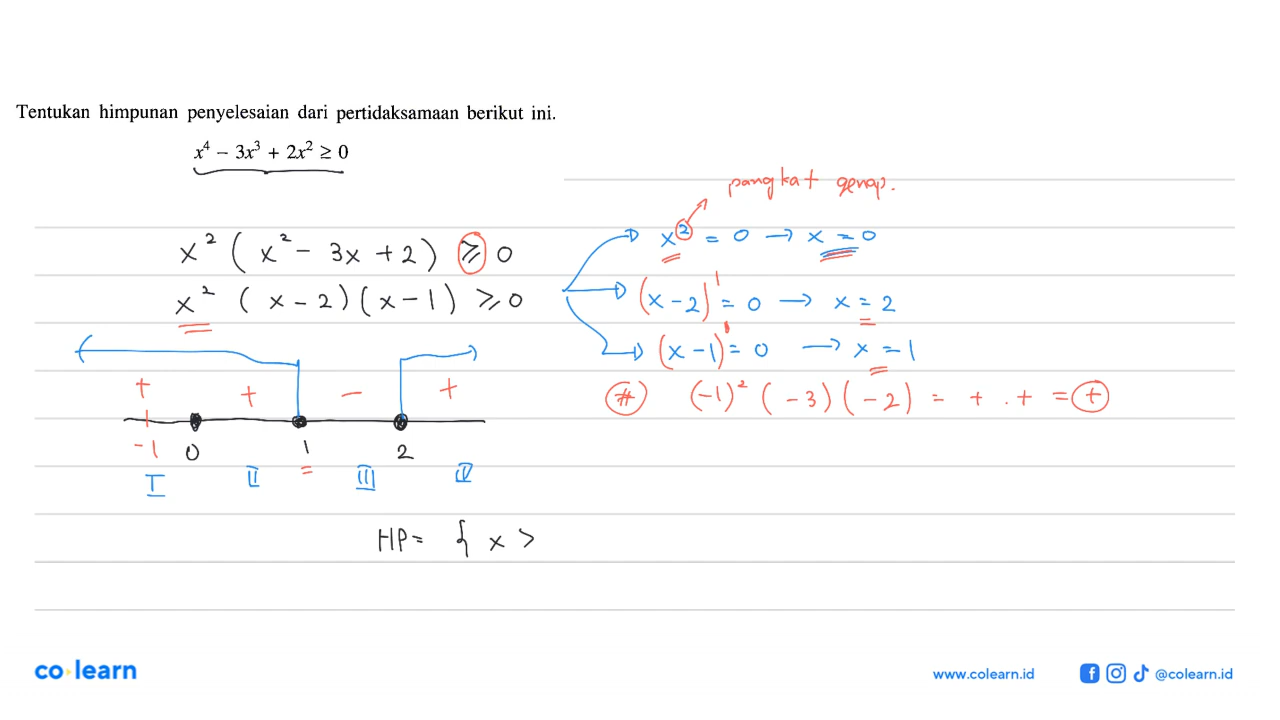 Tentukan himpunan penyelesaian dari pertidaksamaan berikut ini.
x⁴ − 3x³ + 2x² ≥ 0
pangkat genap.
x² (x² − 3x + 2) ≥ 0
x² (x − 2)(x − 1) ≥ 0
x² = 0 → x = 0
(x − 2)¹ = 0 → x = 2
(x − 1)¹ = 0 → x = 1
(#) (−1)² (−3)(−2) = + . + = (+)
+ + − +
−1 0 1 2
I II III IV
HP = { x >
co learn
www.colearn.id
@colearn.id